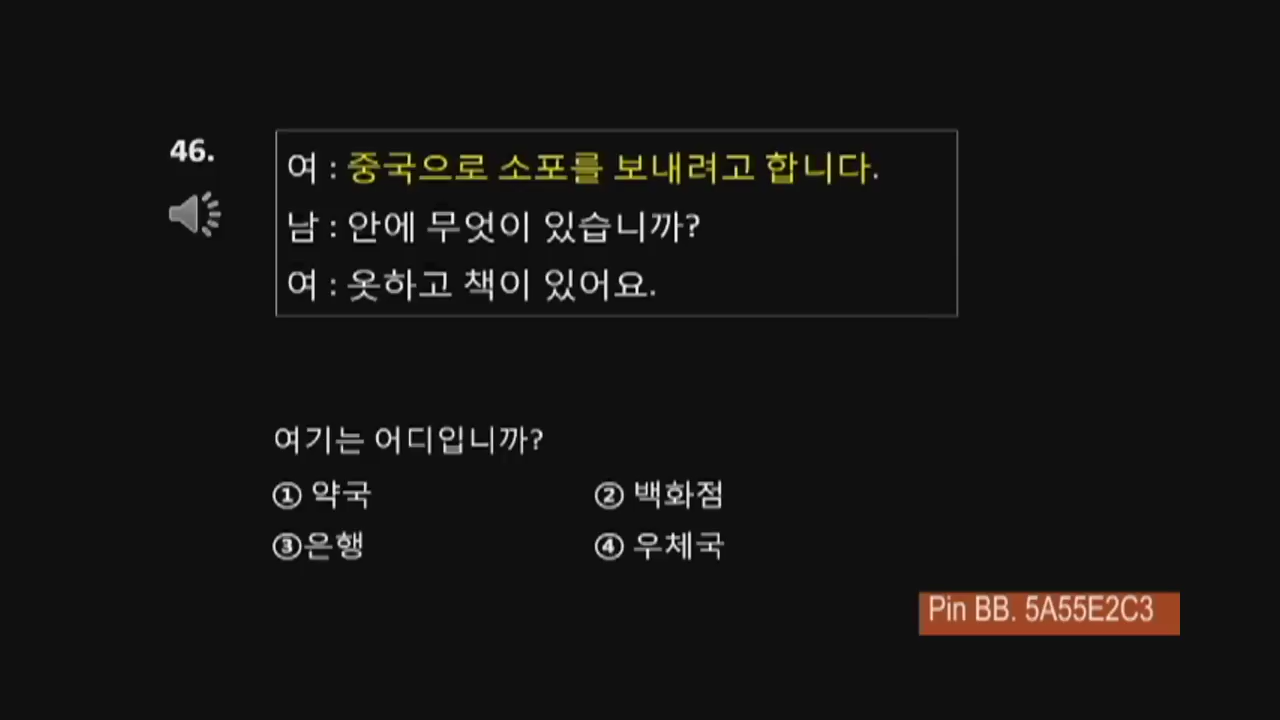 46.
여 : 중국으로 소포를 보내려고 합니다.
남 : 안에 무엇이 있습니까?
여 : 옷하고 책이 있어요.
여기는 어디입니까?
① 약국 ② 백화점
③은행 ④ 우체국
Pin BB. 5A55E2C3